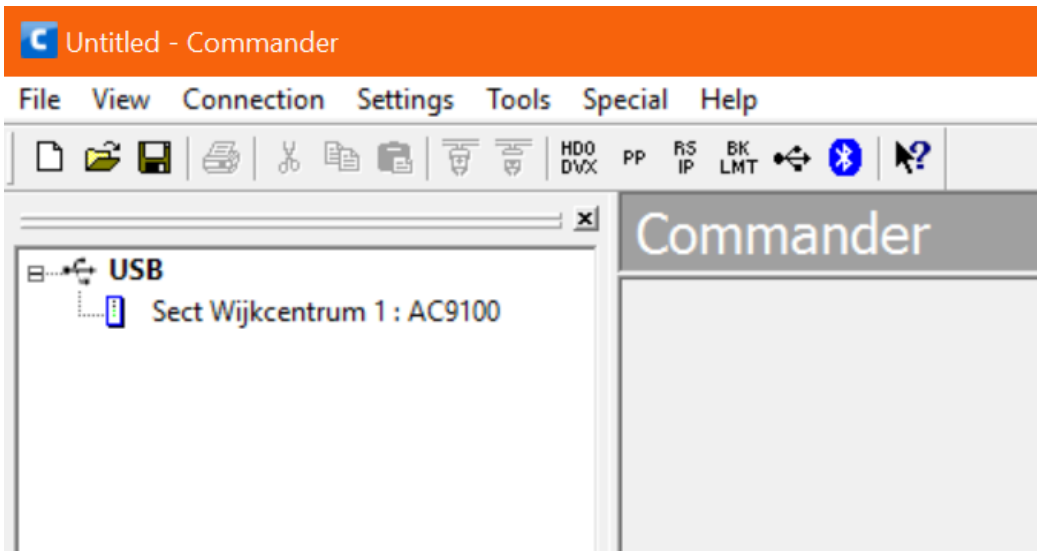 C Untitled - Commander
File View Connection Settings Tools Special Help
HDO DVX PP RS IP BK LMT ?
Commander
USB
Sect Wijkcentrum 1 : AC9100